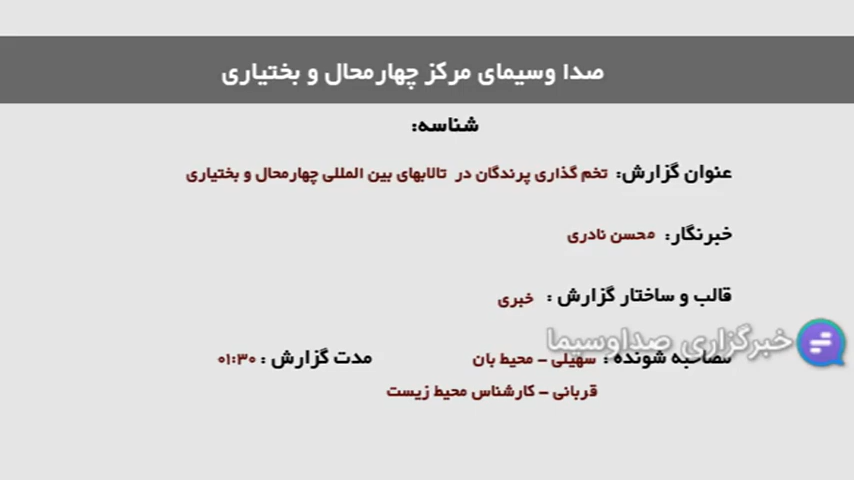 صدا وسیمای مرکز چهارمحال و بختیاری
شناسه:
عنوان گزارش: تخم گذاری پرندگان در تالابهای بین المللی چهارمحال و بختیاری
خبرنگار: محسن نادری
قالب و ساختار گزارش : خبری
خبرگزاری صداوسیما
مصاحبه شونده : سهیلی – محیط بان مدت گزارش : ۰۱:۳۰
قربانی – کارشناس محیط زیست